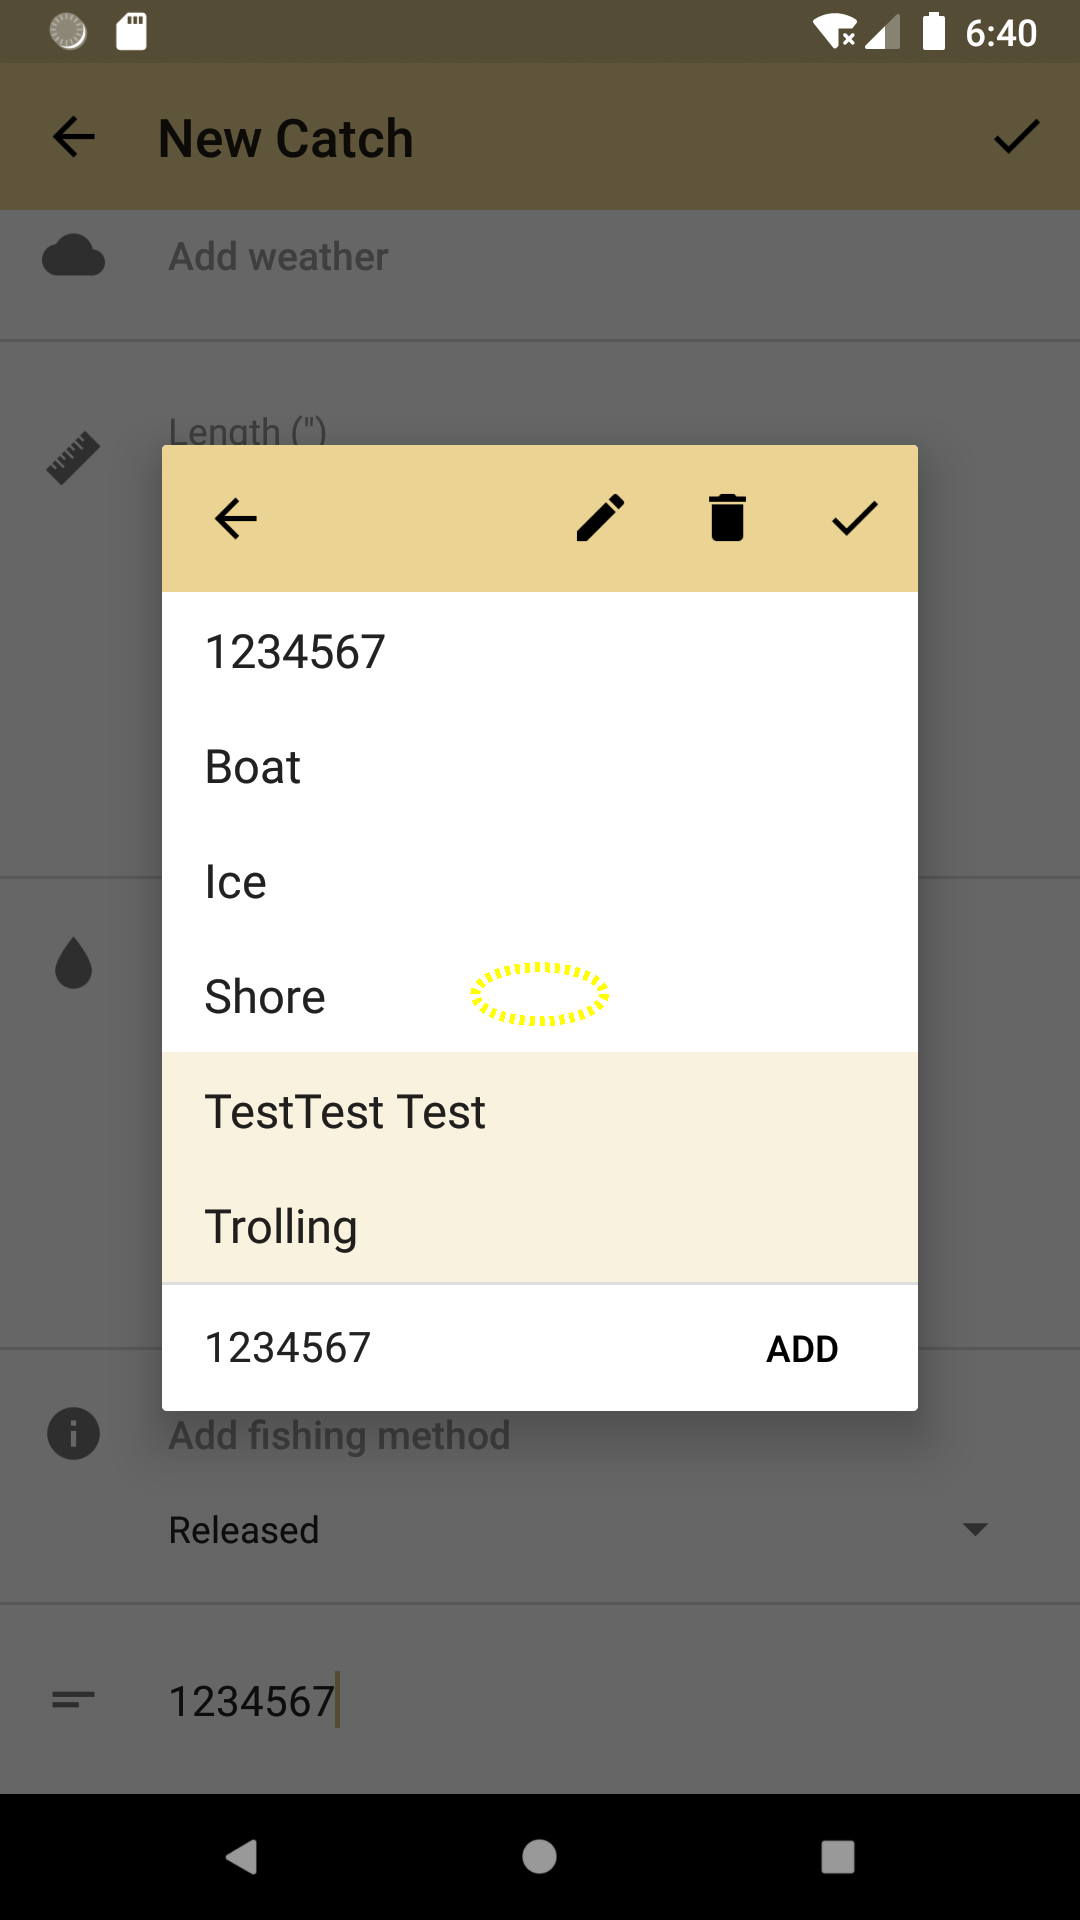 6:40
New Catch
Add weather
Length (")
1234567
Boat
Ice
Shore
TestTest Test
Trolling
1234567 ADD
Add fishing method
Released
1234567